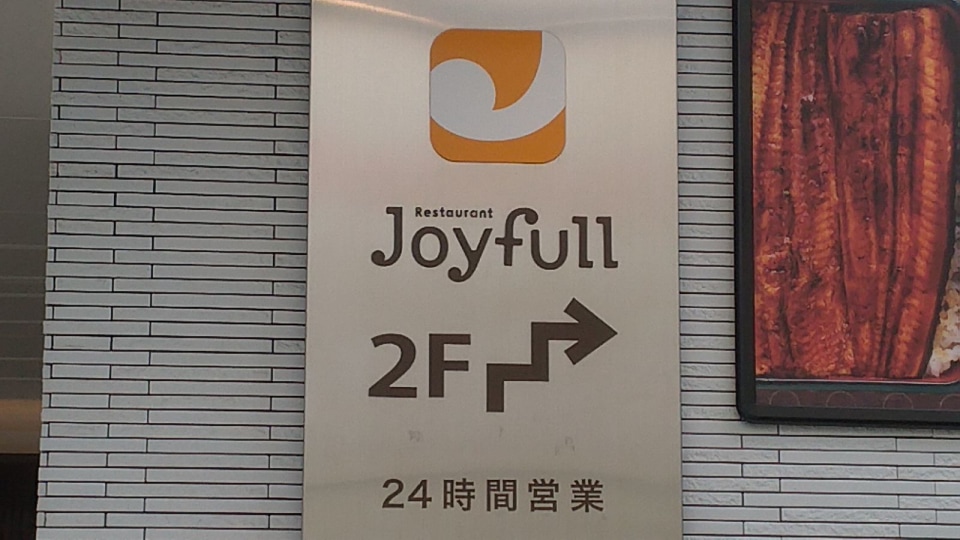 Restaurant
Joyfull
2F
24時間営業